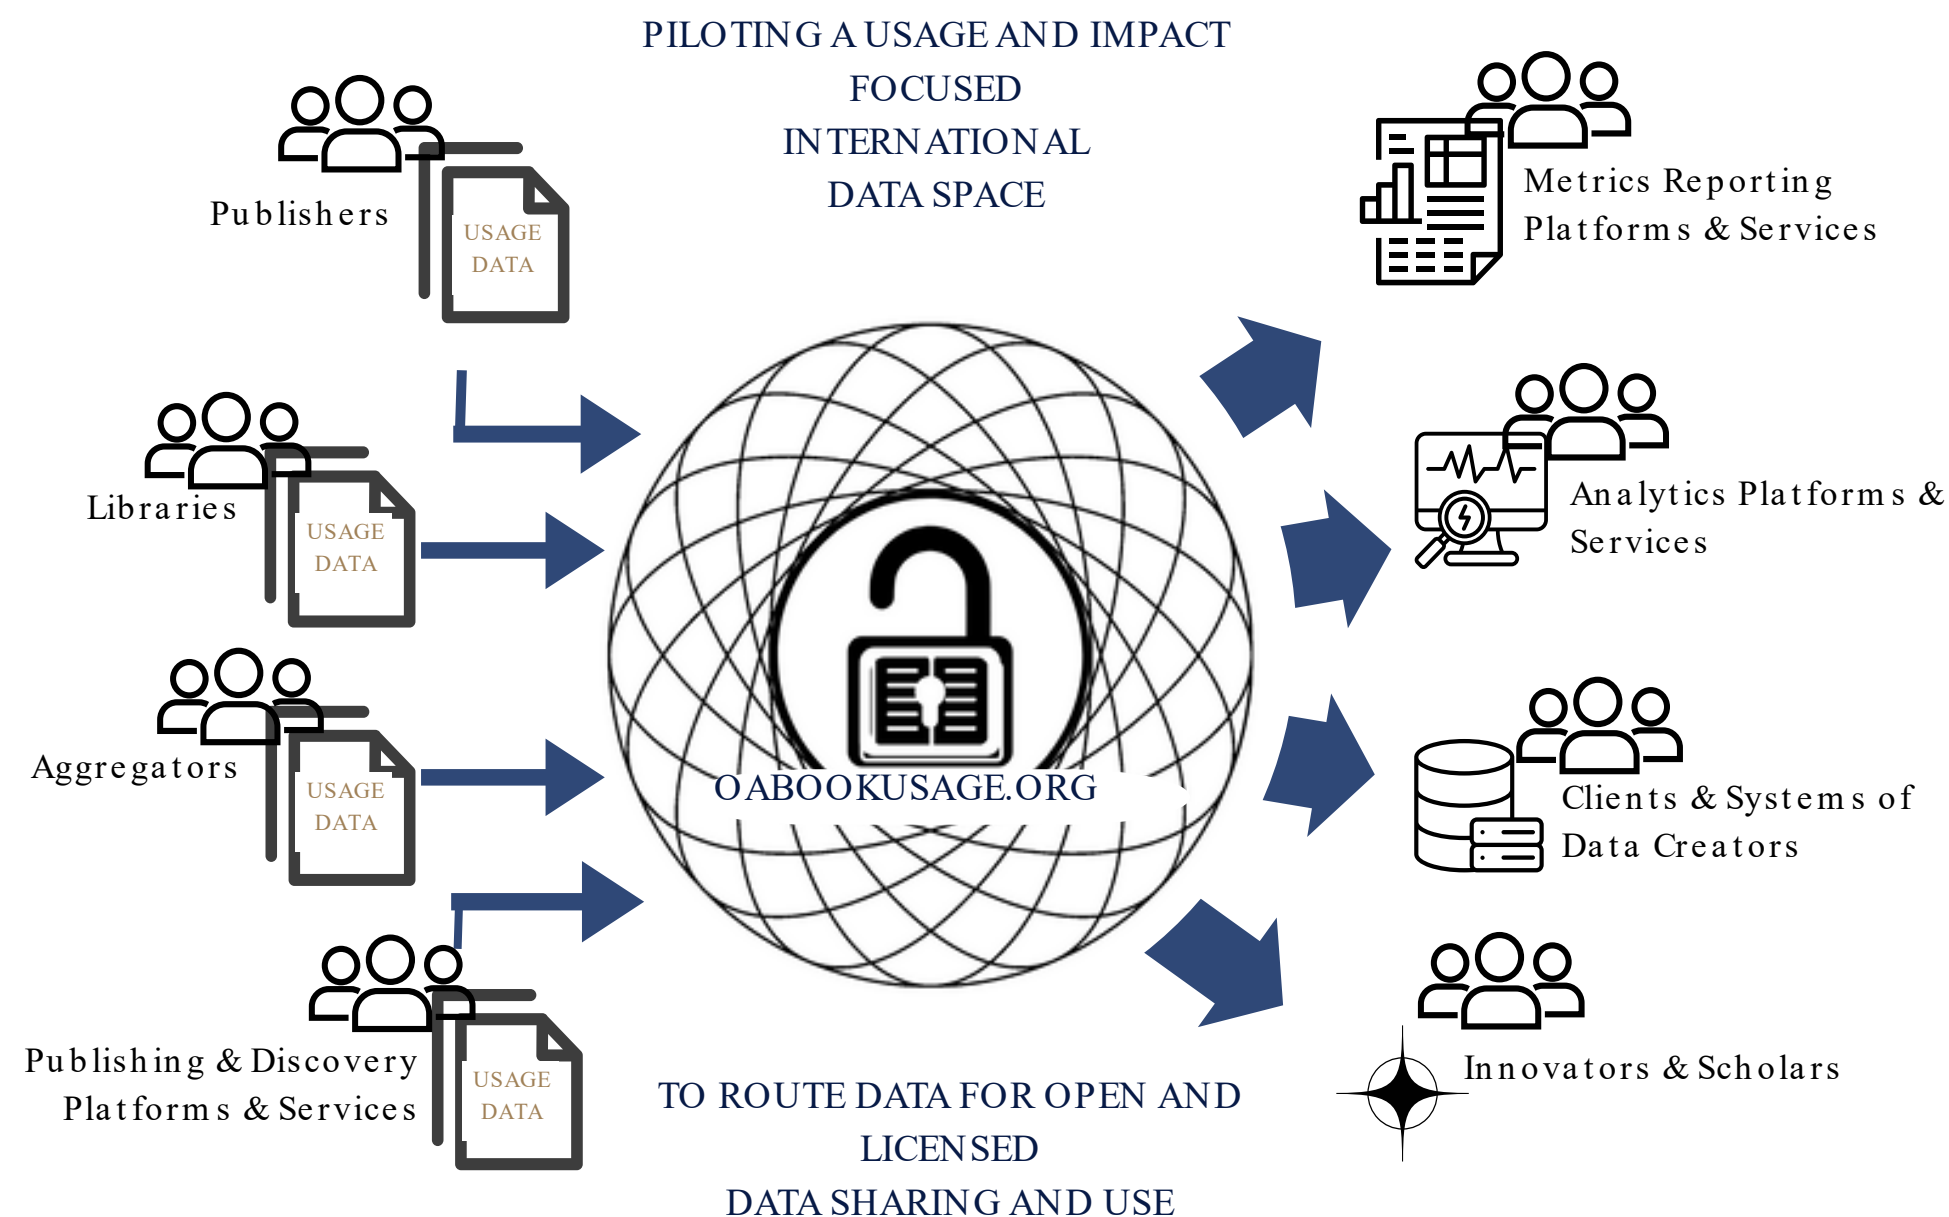 PILOTING A USAGE AND IMPACT
FOCUSED
INTERNATIONAL
DATA SPACE
Publishers
USAGE
DATA
Libraries
USAGE
DATA
Aggregators
USAGE
DATA
Publishing & Discovery
Platforms & Services
USAGE
DATA
OABOOKUSAGE.ORG
Metrics Reporting
Platforms & Services
Analytics Platforms &
Services
Clients & Systems of
Data Creators
Innovators & Scholars
TO ROUTE DATA FOR OPEN AND
LICENSED
DATA SHARING AND USE